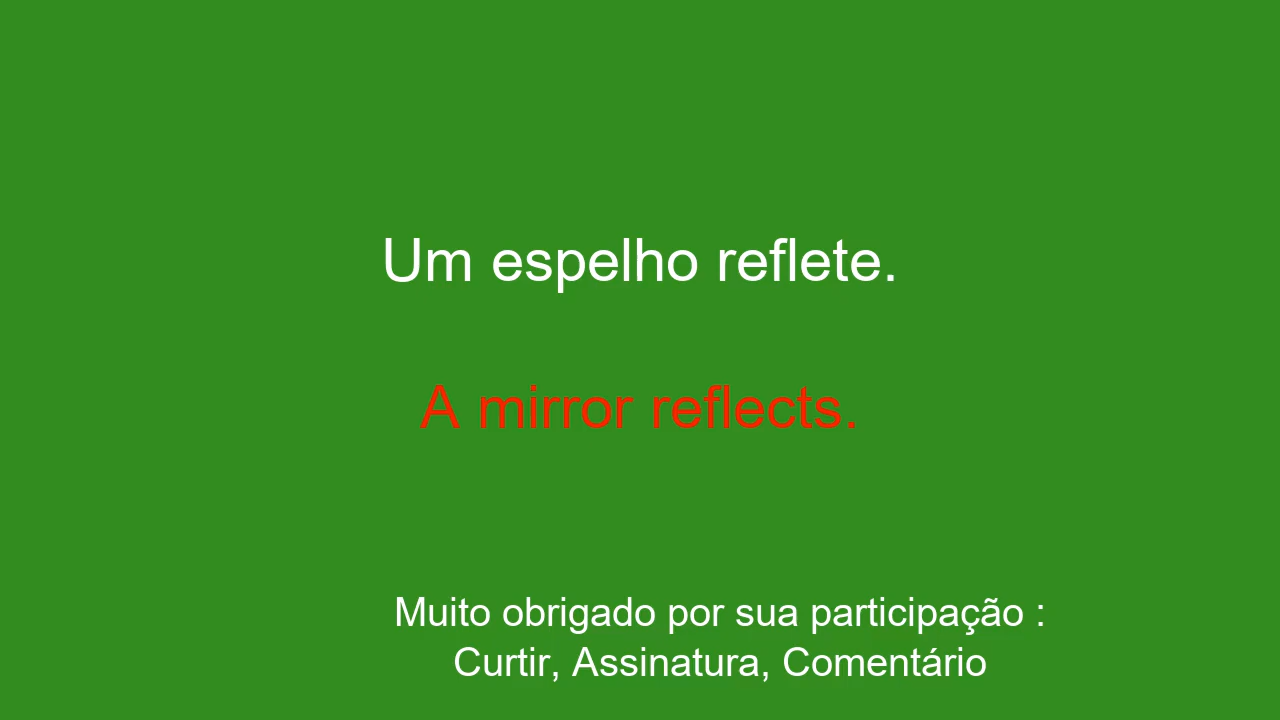 Um espelho reflete.
A mirror reflects.
Muito obrigado por sua participação :
Curtir, Assinatura, Comentário